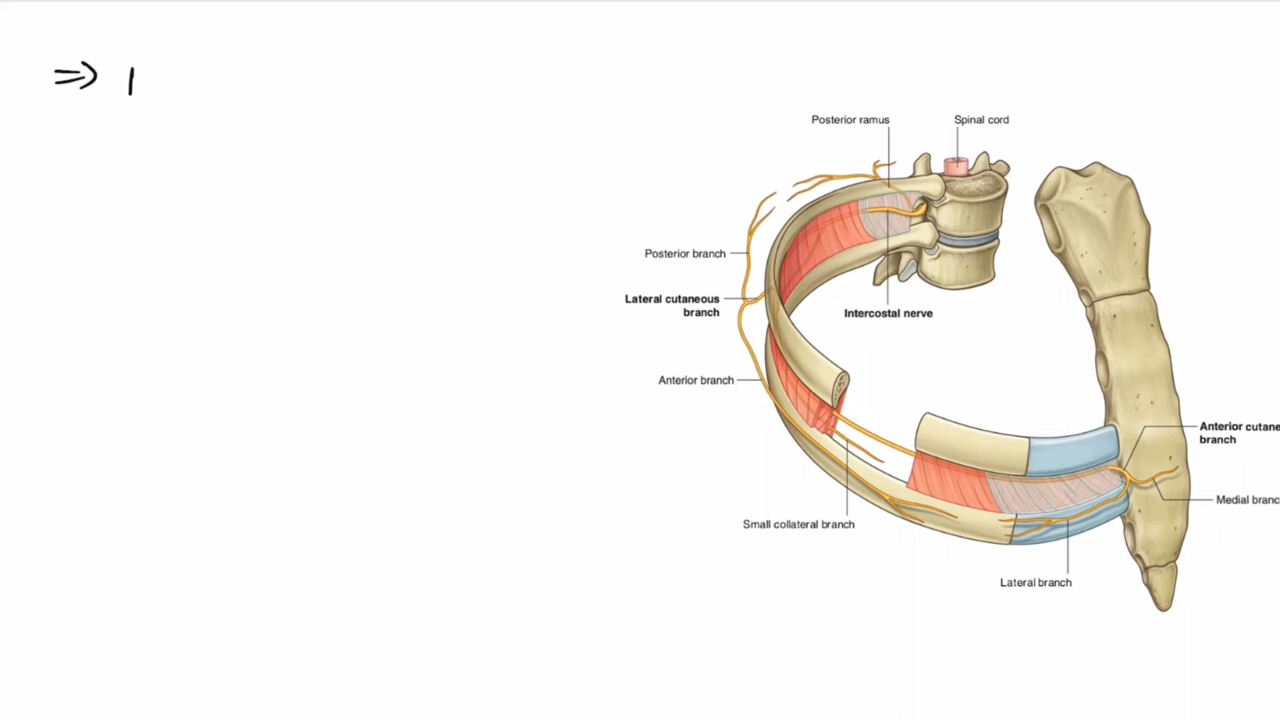 ⇒ 1
Posterior ramus
Spinal cord
Posterior branch
Lateral cutaneous
branch
Intercostal nerve
Anterior branch
Anterior cutane
branch
Medial branc
Small collateral branch
Lateral branch